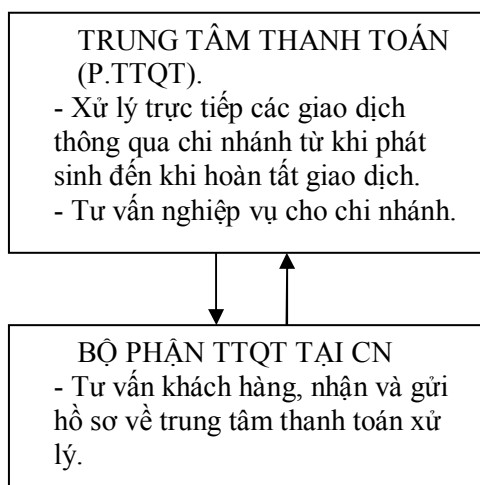 TRUNG TÂM THANH TOÁN
(P.TTQT).
- Xử lý trực tiếp các giao dịch
thông qua chi nhánh từ khi phát
sinh đến khi hoàn tất giao dịch.
- Tư vấn nghiệp vụ cho chi nhánh.
BỘ PHẬN TTQT TẠI CN
- Tư vấn khách hàng, nhận và gửi
hồ sơ về trung tâm thanh toán xử
lý.